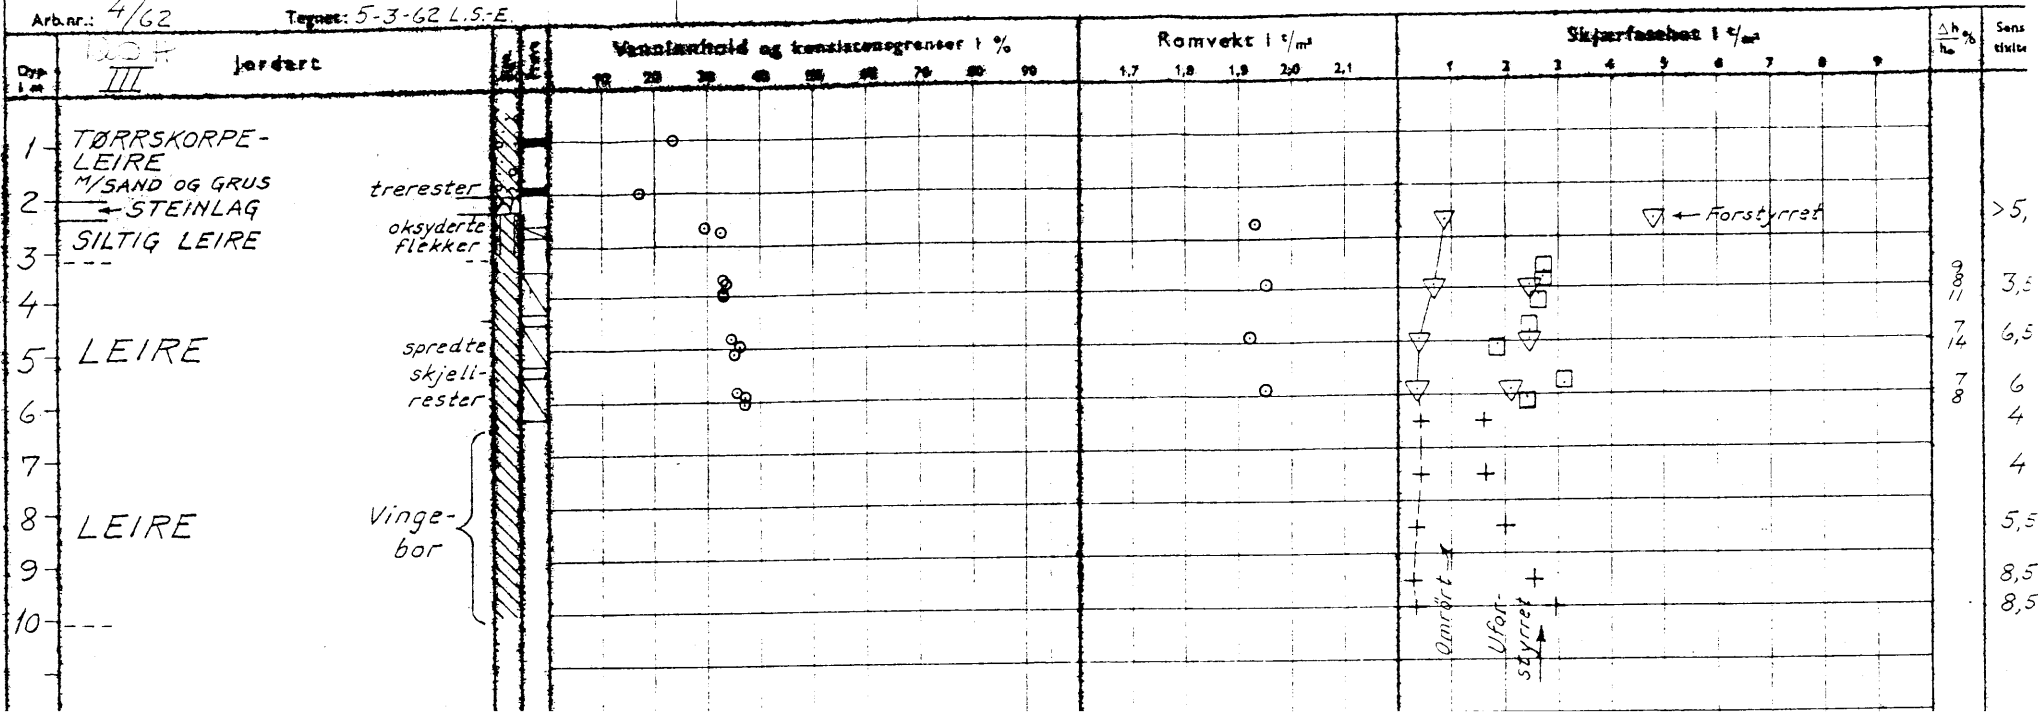 Arb.nr.: 4/62 Tegnet: 5-3-62 L.S.-E.
III
Dyp i m
Jordart
Vanninnhold og konsistensgrenser i %
10 20 30 40 50 60 70 80 90
Romvekt i t/m³
1,7 1,8 1,9 2,0 2,1
Skjærfasthet i t/m²
1 2 3 4 5 6 7 8 9
Δh/h₀ %
Sens
tivite
1 TØRRSKORPE-
LEIRE
M/SAND OG GRUS trerester
2 ← STEINLAG
oksyderte
SILTIG LEIRE flekker
3
4
5 LEIRE spredte
skjell-
rester
6
7
8 LEIRE Vinge-
bor
9
10
← Forstyrret
Omrørt
Ufor-
styrret
9
8
11
7
14
7
8
>5,
3,5
6,5
6
4
4
5,5
8,5
8,5